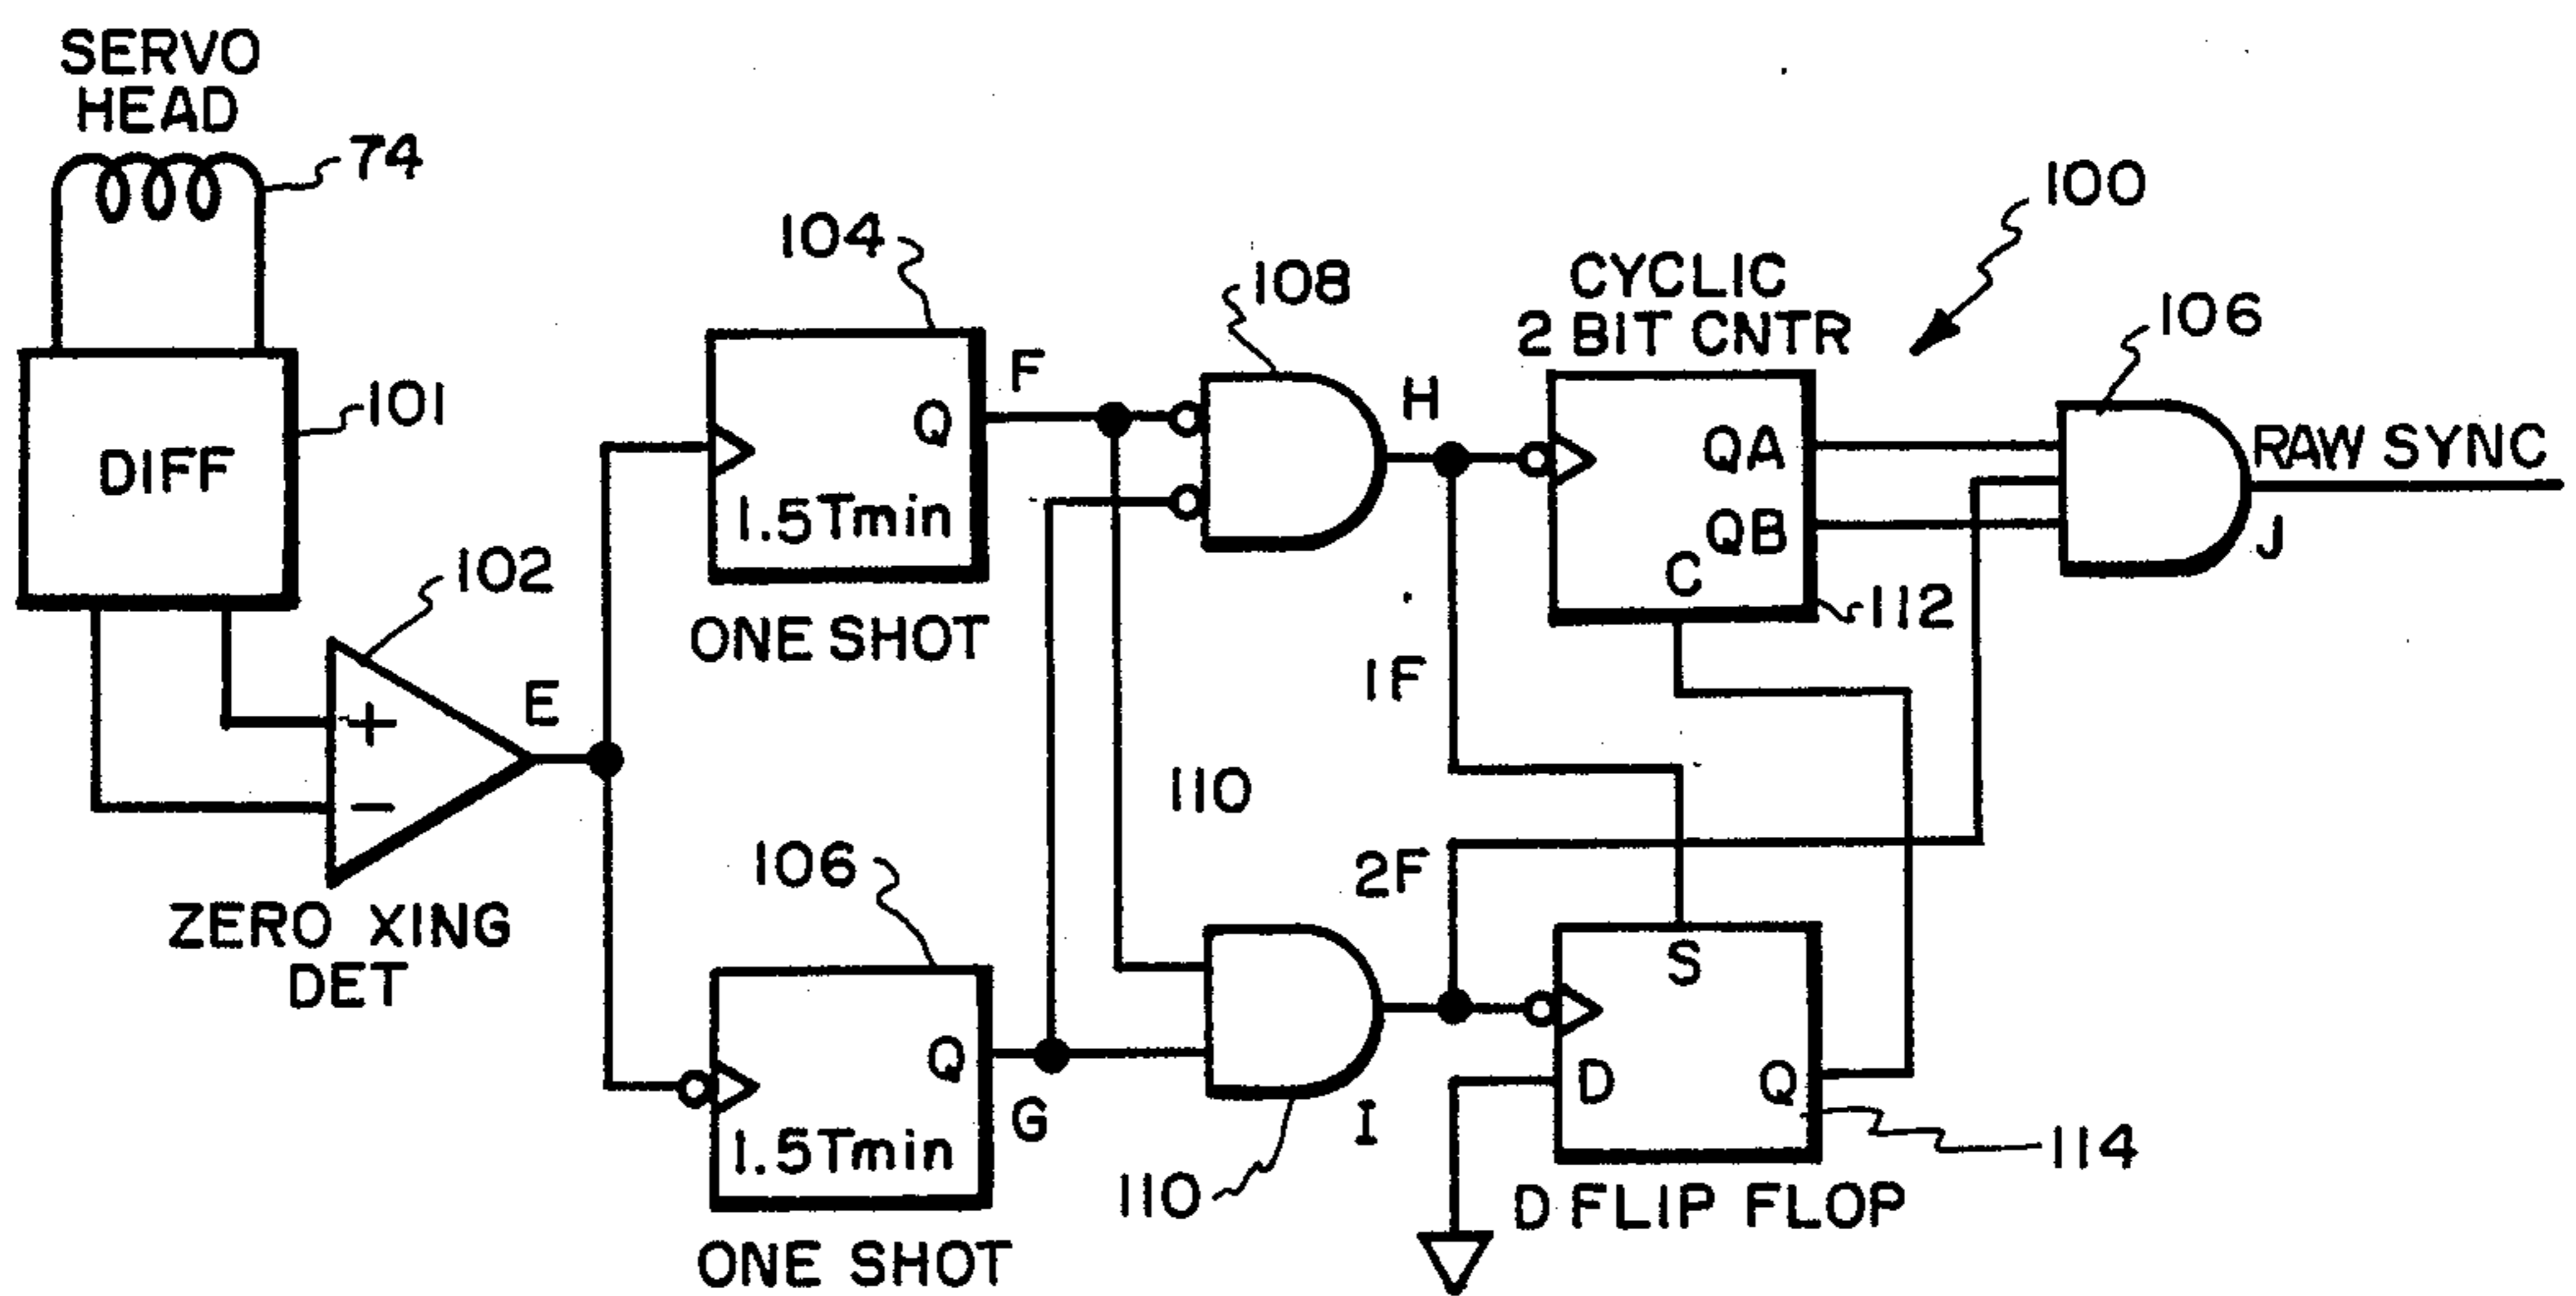 SERVO
HEAD
74
DIFF
101
102
+
−
E
ZERO XING
DET
104
Q
F
1.5Tmin
ONE SHOT
106
Q
G
1.5Tmin
ONE SHOT
108
H
110
110
I
1F
2F
CYCLIC
2 BIT CNTR
QA
QB
C
112
100
S
D
Q
114
D FLIP FLOP
106
RAW SYNC
J